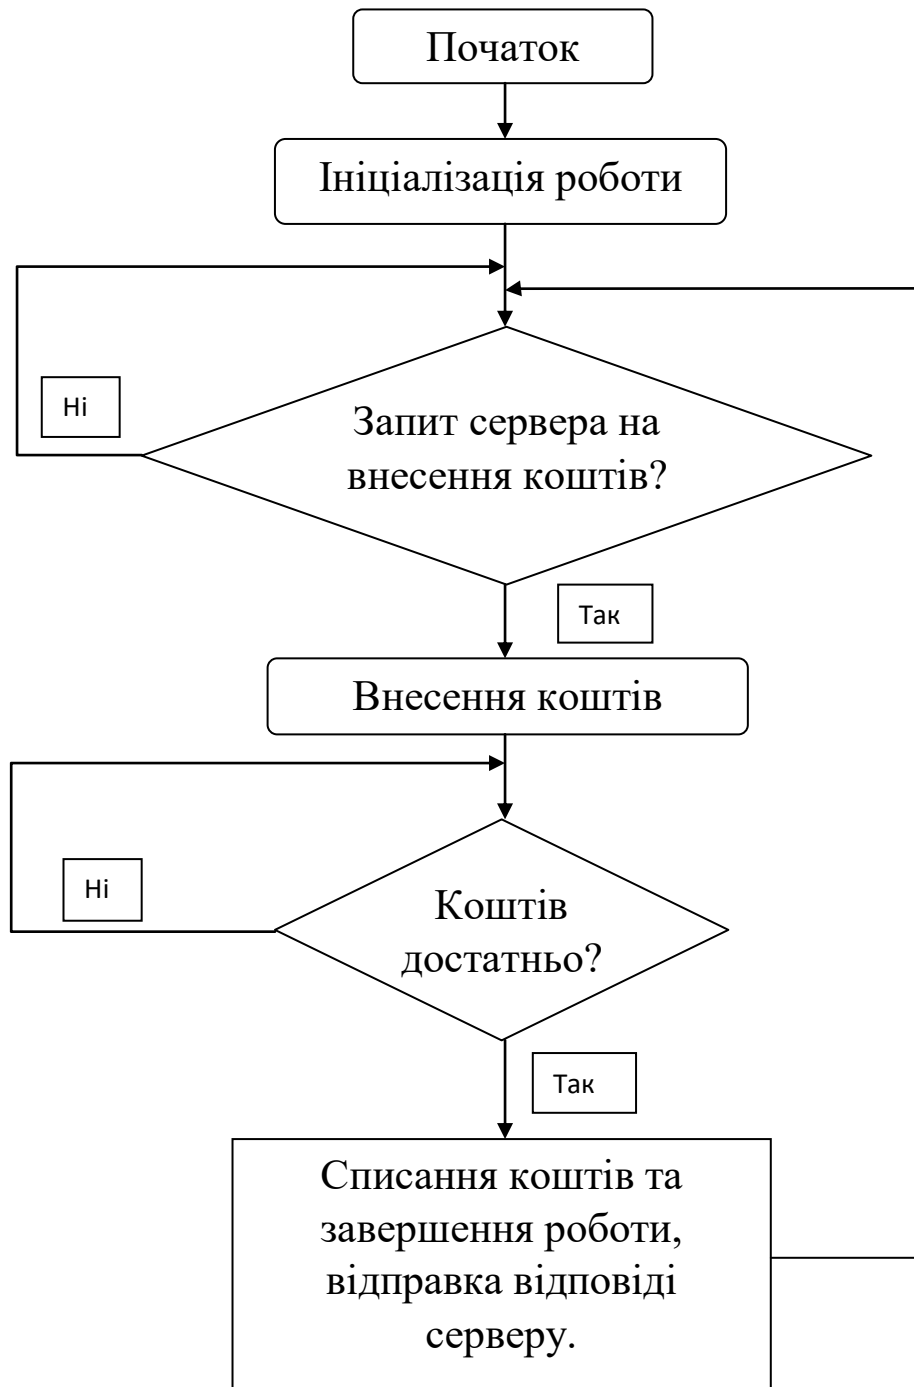 Початок
Ініціалізація роботи
Ні
Запит сервера на
внесення коштів?
Так
Внесення коштів
Ні
Коштів
достатньо?
Так
Списання коштів та
завершення роботи,
відправка відповіді
серверу.